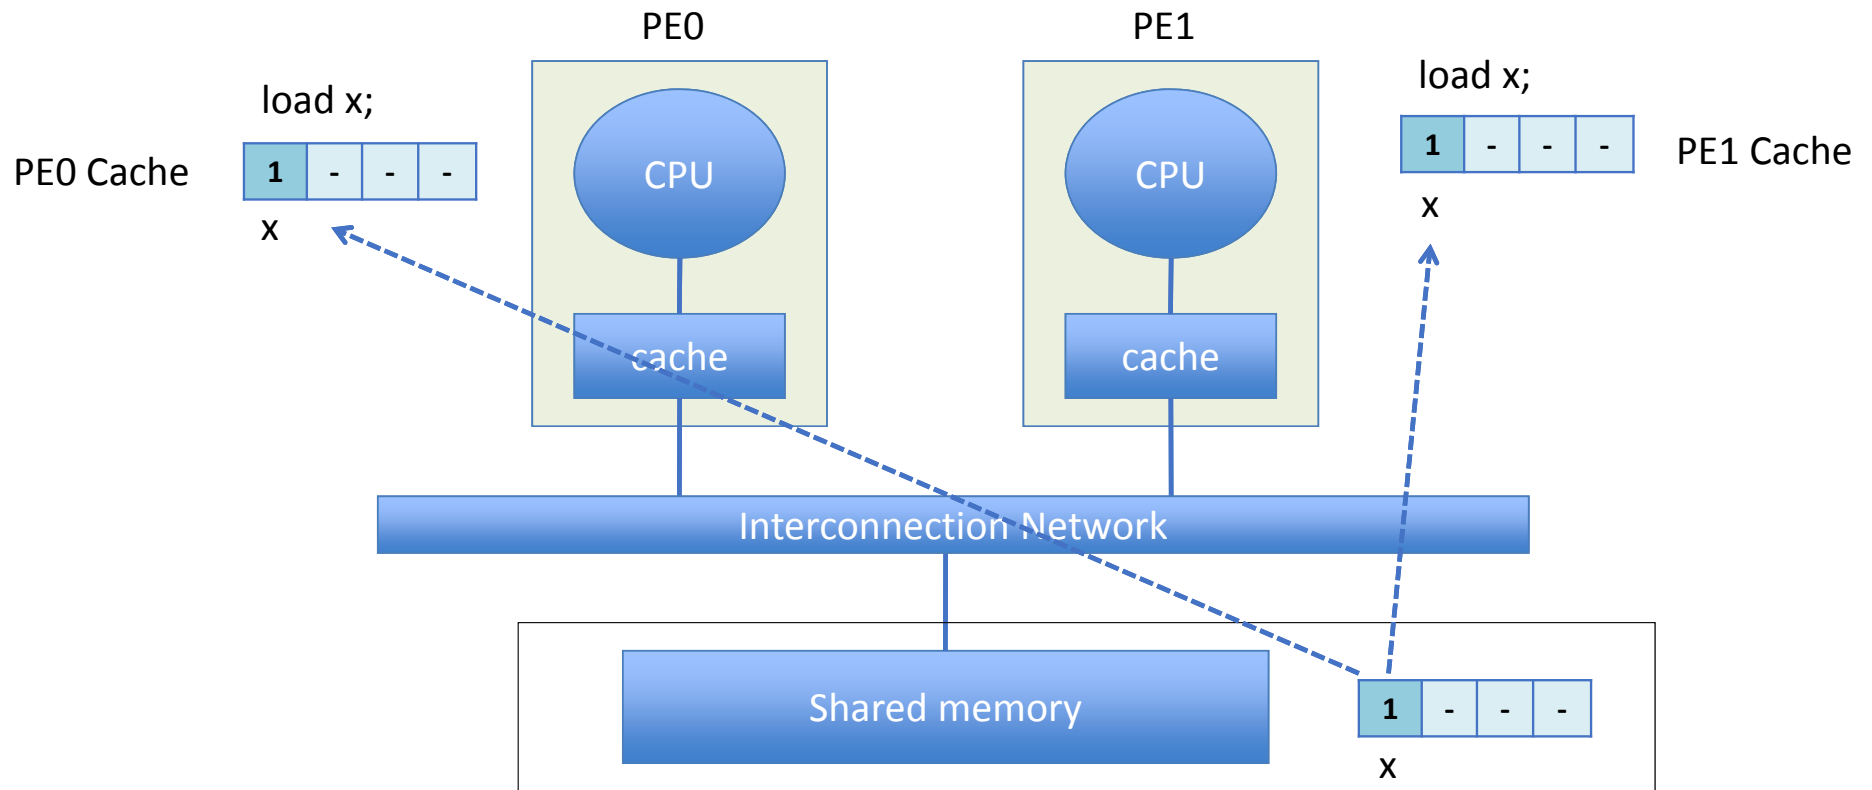 PE0
PE1
load x;
load x;
PE0 Cache
1 - - -
x
CPU
CPU
1 - - -
PE1 Cache
x
cache
cache
Interconnection Network
Shared memory
1 - - -
x